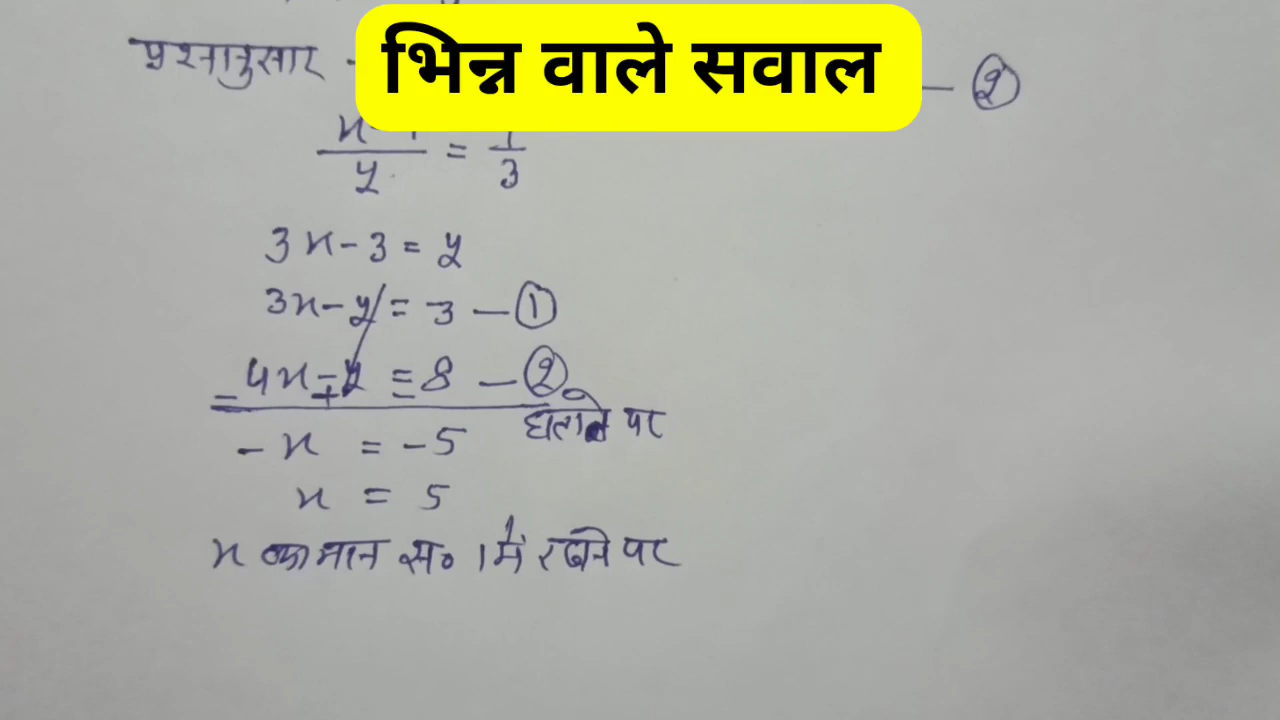 भिन्न वाले सवाल
प्रश्नानुसार - — ②
x-1/y = 1/3
3x-3 = y
3x-y = 3 — ①
4x-y = 8 — ②
- + - घटाने पर
-x = -5
x = 5
x का मान स० 1 में रखने पर